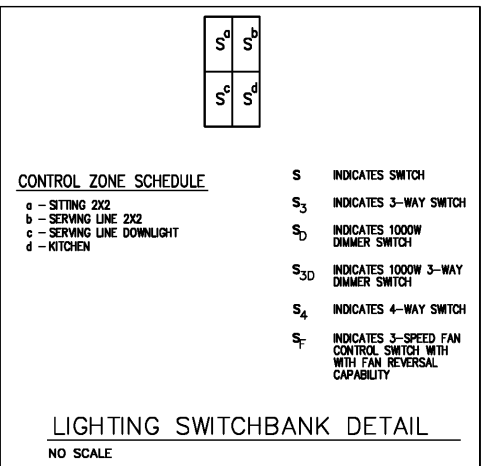 Sa Sb
Sc Sd
CONTROL ZONE SCHEDULE
a – SITTING 2X2
b – SERVING LINE 2X2
c – SERVING LINE DOWNLIGHT
d – KITCHEN
S INDICATES SWITCH
S3 INDICATES 3-WAY SWITCH
SD INDICATES 1000W
DIMMER SWITCH
S3D INDICATES 1000W 3-WAY
DIMMER SWITCH
S4 INDICATES 4-WAY SWITCH
SF INDICATES 3-SPEED FAN
CONTROL SWITCH WITH
WITH FAN REVERSAL
CAPABILITY
LIGHTING SWITCHBANK DETAIL
NO SCALE